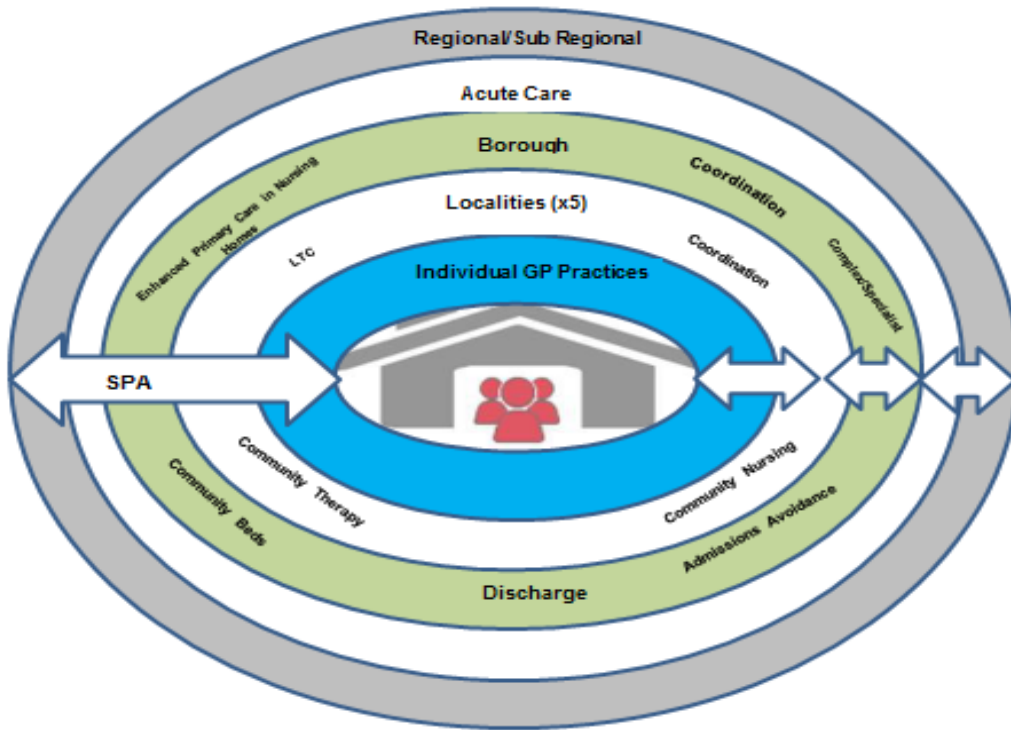 Regional/Sub Regional
Acute Care
Borough
Coordination
Enhanced Primary Care in Nursing
Homes
Localities (x5)
LTC
Coordination
Complex/Specialist
Individual GP Practices
SPA
Community Therapy
Community Nursing
Community Beds
Admissions Avoidance
Discharge